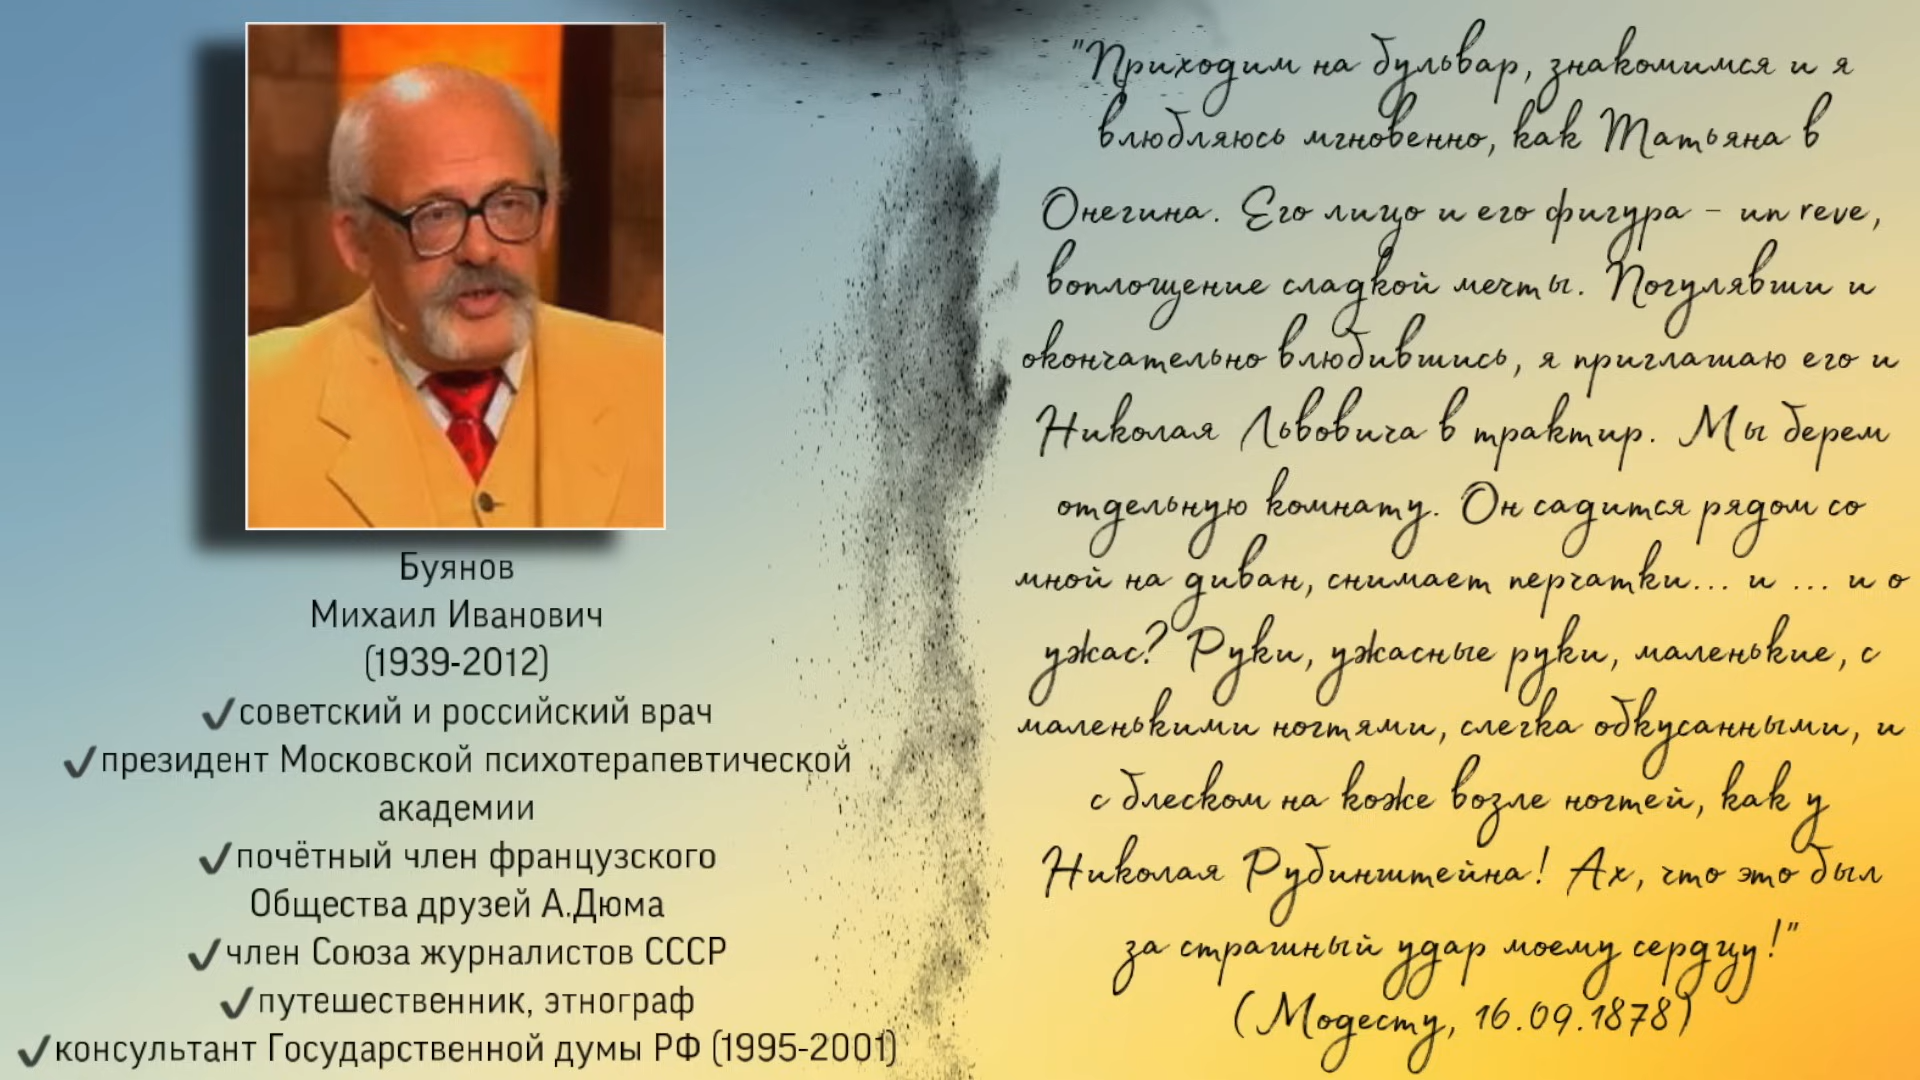 Буянов
Михаил Иванович
(1939-2012)
✔советский и российский врач
✔президент Московской психотерапевтической
академии
✔почётный член французского
Общества друзей А.Дюма
✔член Союза журналистов СССР
✔путешественник, этнограф
✔консультант Государственной думы РФ (1995-2001)
"Приходим на бульвар, знакомимся и я
влюбляюсь мгновенно, как Татьяна в
Онегина. Его лицо и его фигура – un reve,
воплощение сладкой мечты. Погулявши и
окончательно влюбившись, я приглашаю его и
Николая Львовича в трактир. Мы берем
отдельную комнату. Он садится рядом со
мной на диван, снимает перчатки... и ... и о
ужас? Руки, ужасные руки, маленькие, с
маленькими ногтями, слегка обкусанными, и
с блеском на коже возле ногтей, как у
Николая Рубинштейна! Ах, что это был
за страшный удар моему сердцу!"
(Модесту, 16.09.1878)